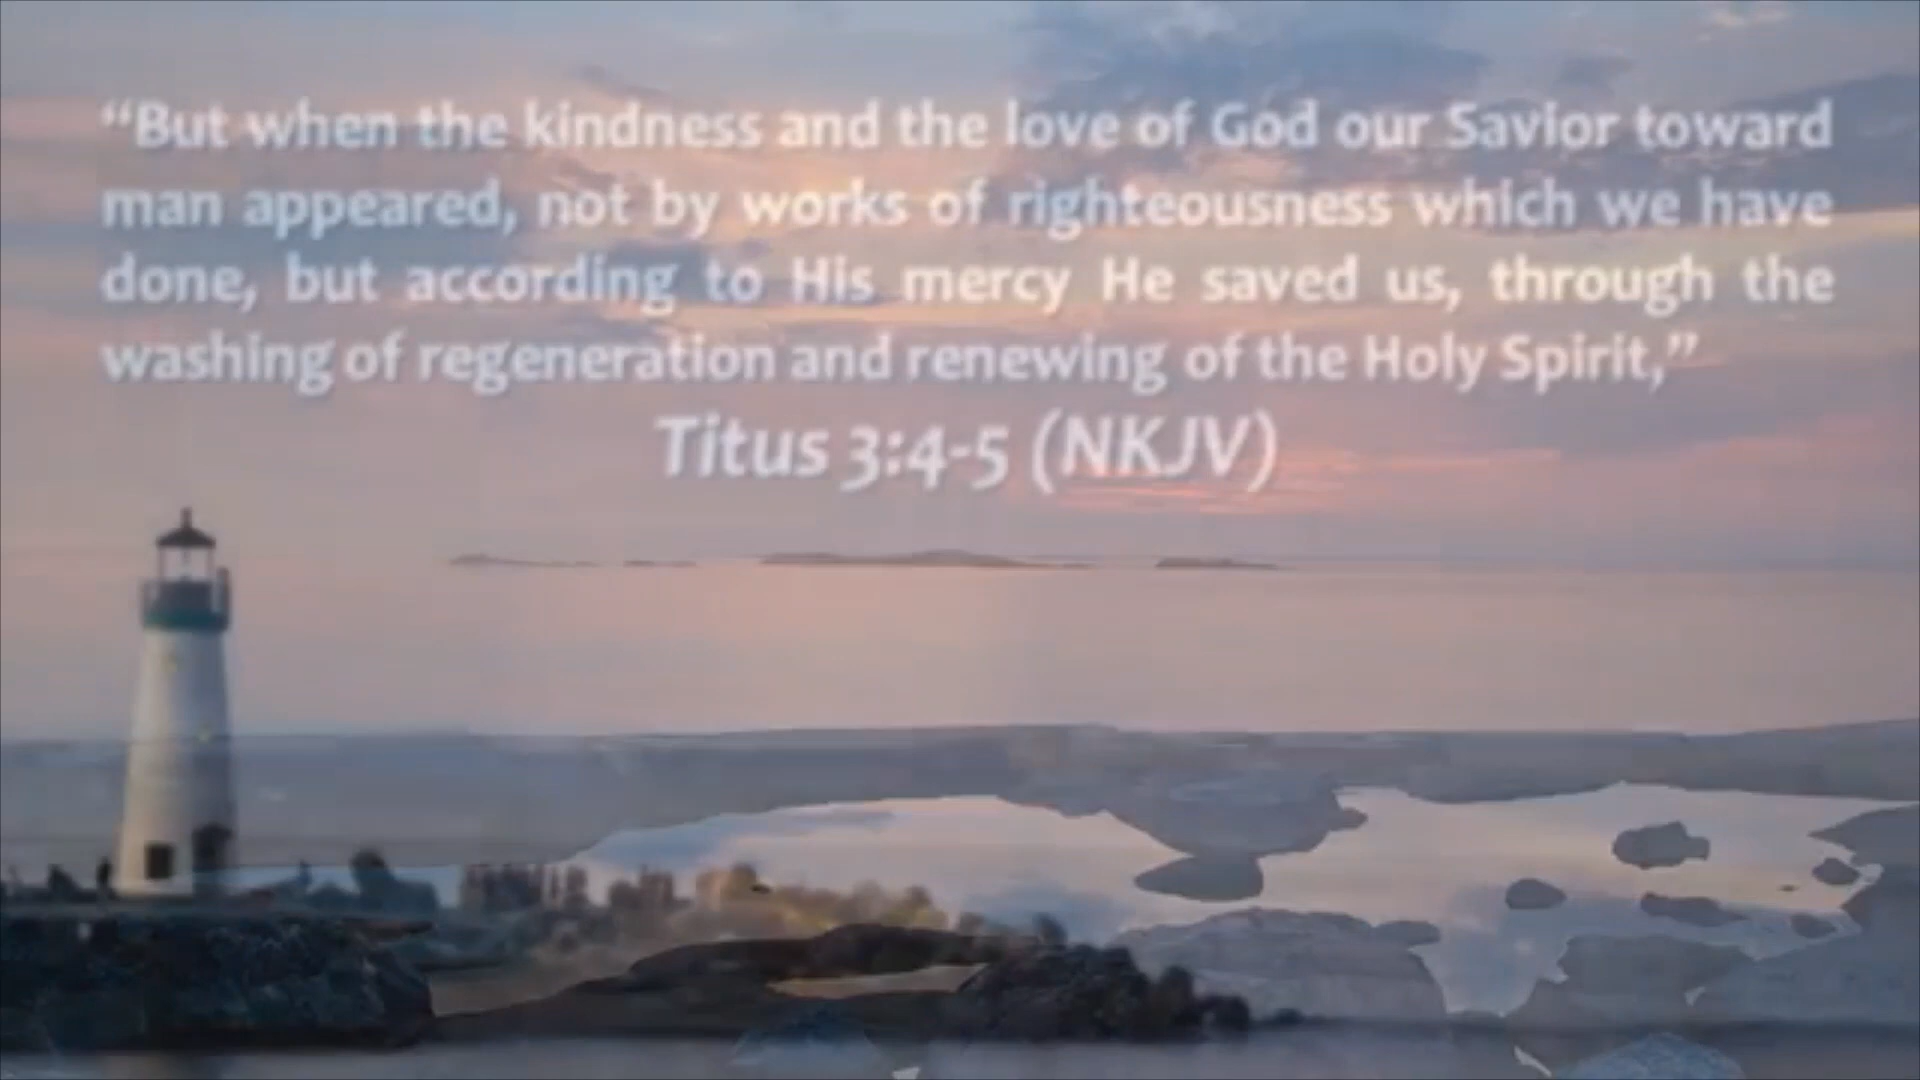 “But when the kindness and the love of God our Savior toward
man appeared, not by works of righteousness which we have
done, but according to His mercy He saved us, through the
washing of regeneration and renewing of the Holy Spirit,”
Titus 3:4-5 (NKJV)